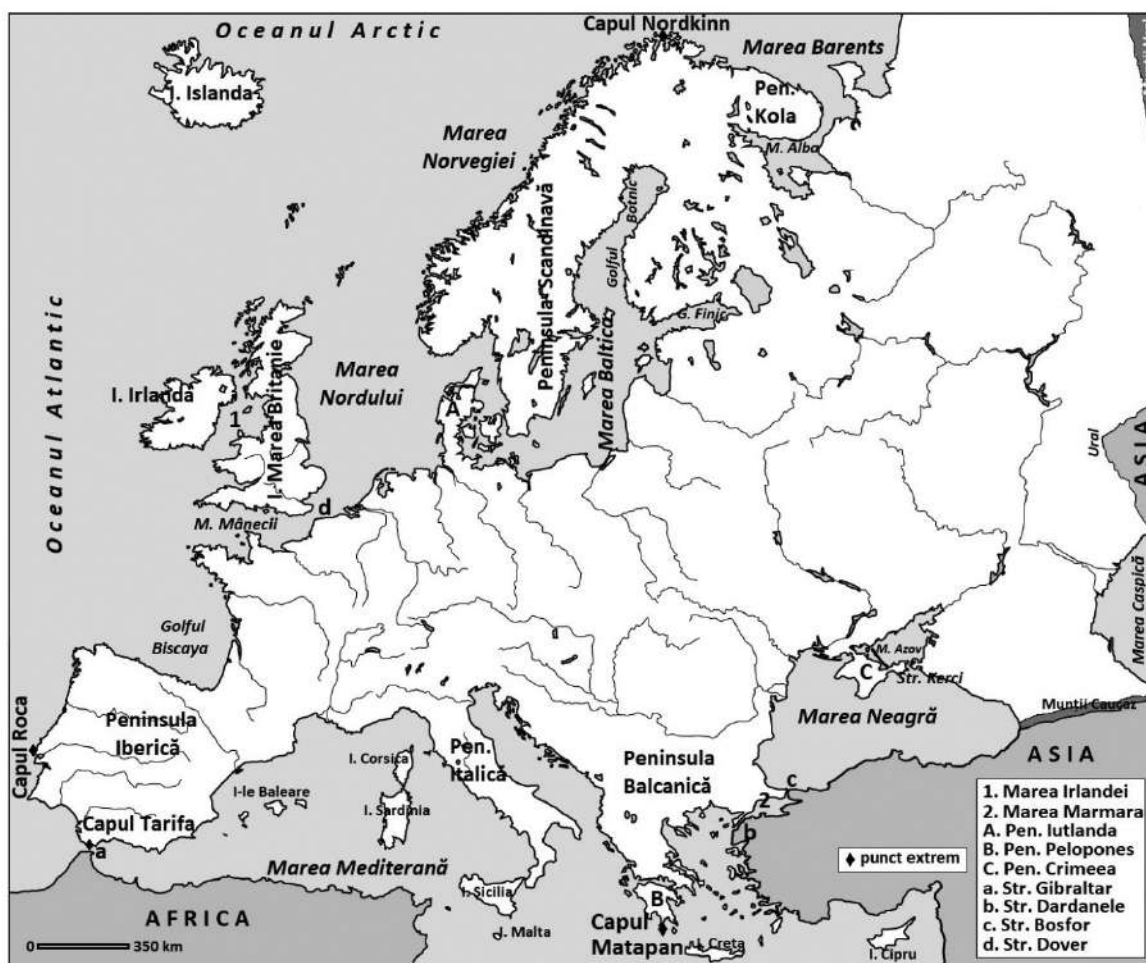 Oceanul Arctic
Capul Nordkinn
Marea Barents
I. Islanda
Pen.
Kola
Marea
Norvegiei
M. Alba
Golful Botnic
Peninsula Scandinavă
G. Finic
Marea Baltica
Oceanul Atlantic
Marea
Nordului
I. Irlanda
1
I. Marea Britanie
A
Ural
ASIA
d
M. Mânecii
Golful
Biscaya
Marea Caspică
M. Azov
C
Str. Kerci
Marea Neagră
Muntii Caucaz
Capul Roca
Peninsula
Iberică
I. Corsica
Pen.
Italică
Peninsula
Balcanică
ASIA
I-le Baleare
I. Sardinia
c
2
b
Capul Tarifa
a
Marea Mediterană
I. Sicilia
I. Malta
B
Capul
Matapan
I. Creta
I. Cipru
AFRICA
0 350 km
punct extrem
1. Marea Irlandei
2. Marea Marmara
A. Pen. Iutlanda
B. Pen. Pelopones
C. Pen. Crimeea
a. Str. Gibraltar
b. Str. Dardanele
c. Str. Bosfor
d. Str. Dover